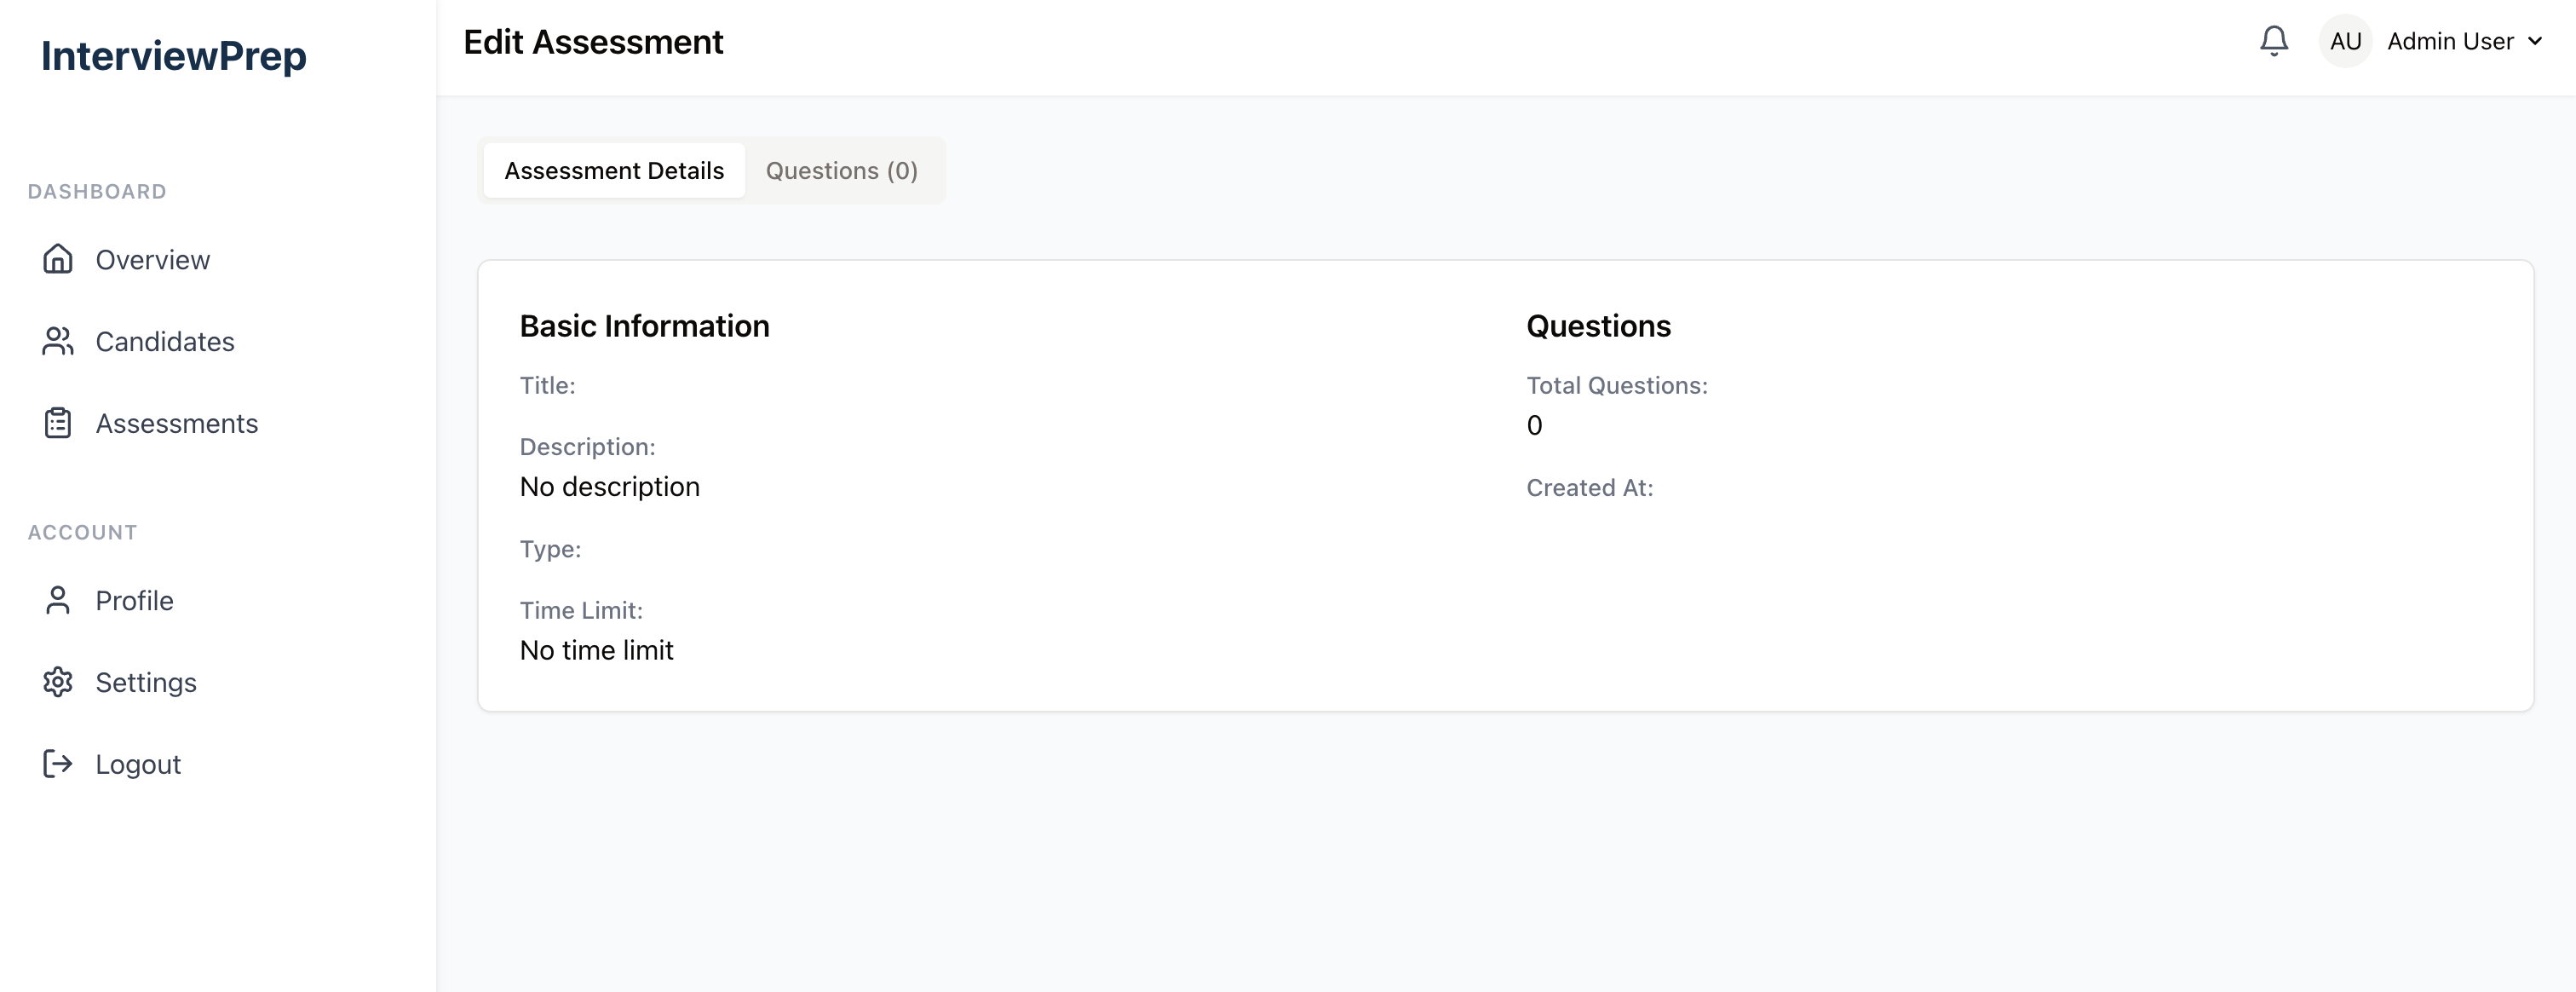 InterviewPrep
Edit Assessment
AU
Admin User
DASHBOARD
Overview
Candidates
Assessments
ACCOUNT
Profile
Settings
Logout
Assessment Details
Questions (0)
Basic Information
Title:
Description:
No description
Type:
Time Limit:
No time limit
Questions
Total Questions:
0
Created At: